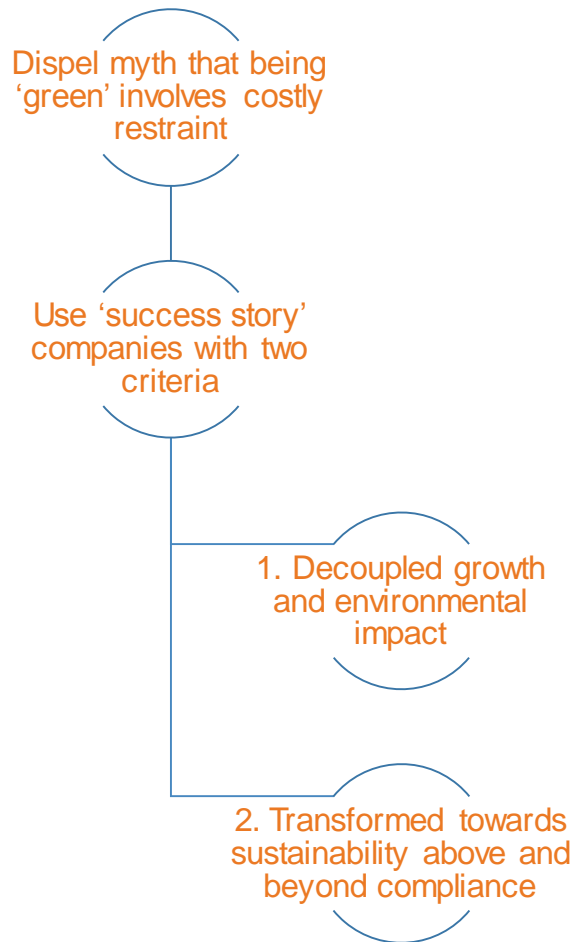 Dispel myth that being
‘green’ involves costly
restraint
Use ‘success story’
companies with two
criteria
1. Decoupled growth
and environmental
impact
2. Transformed towards
sustainability above and
beyond compliance